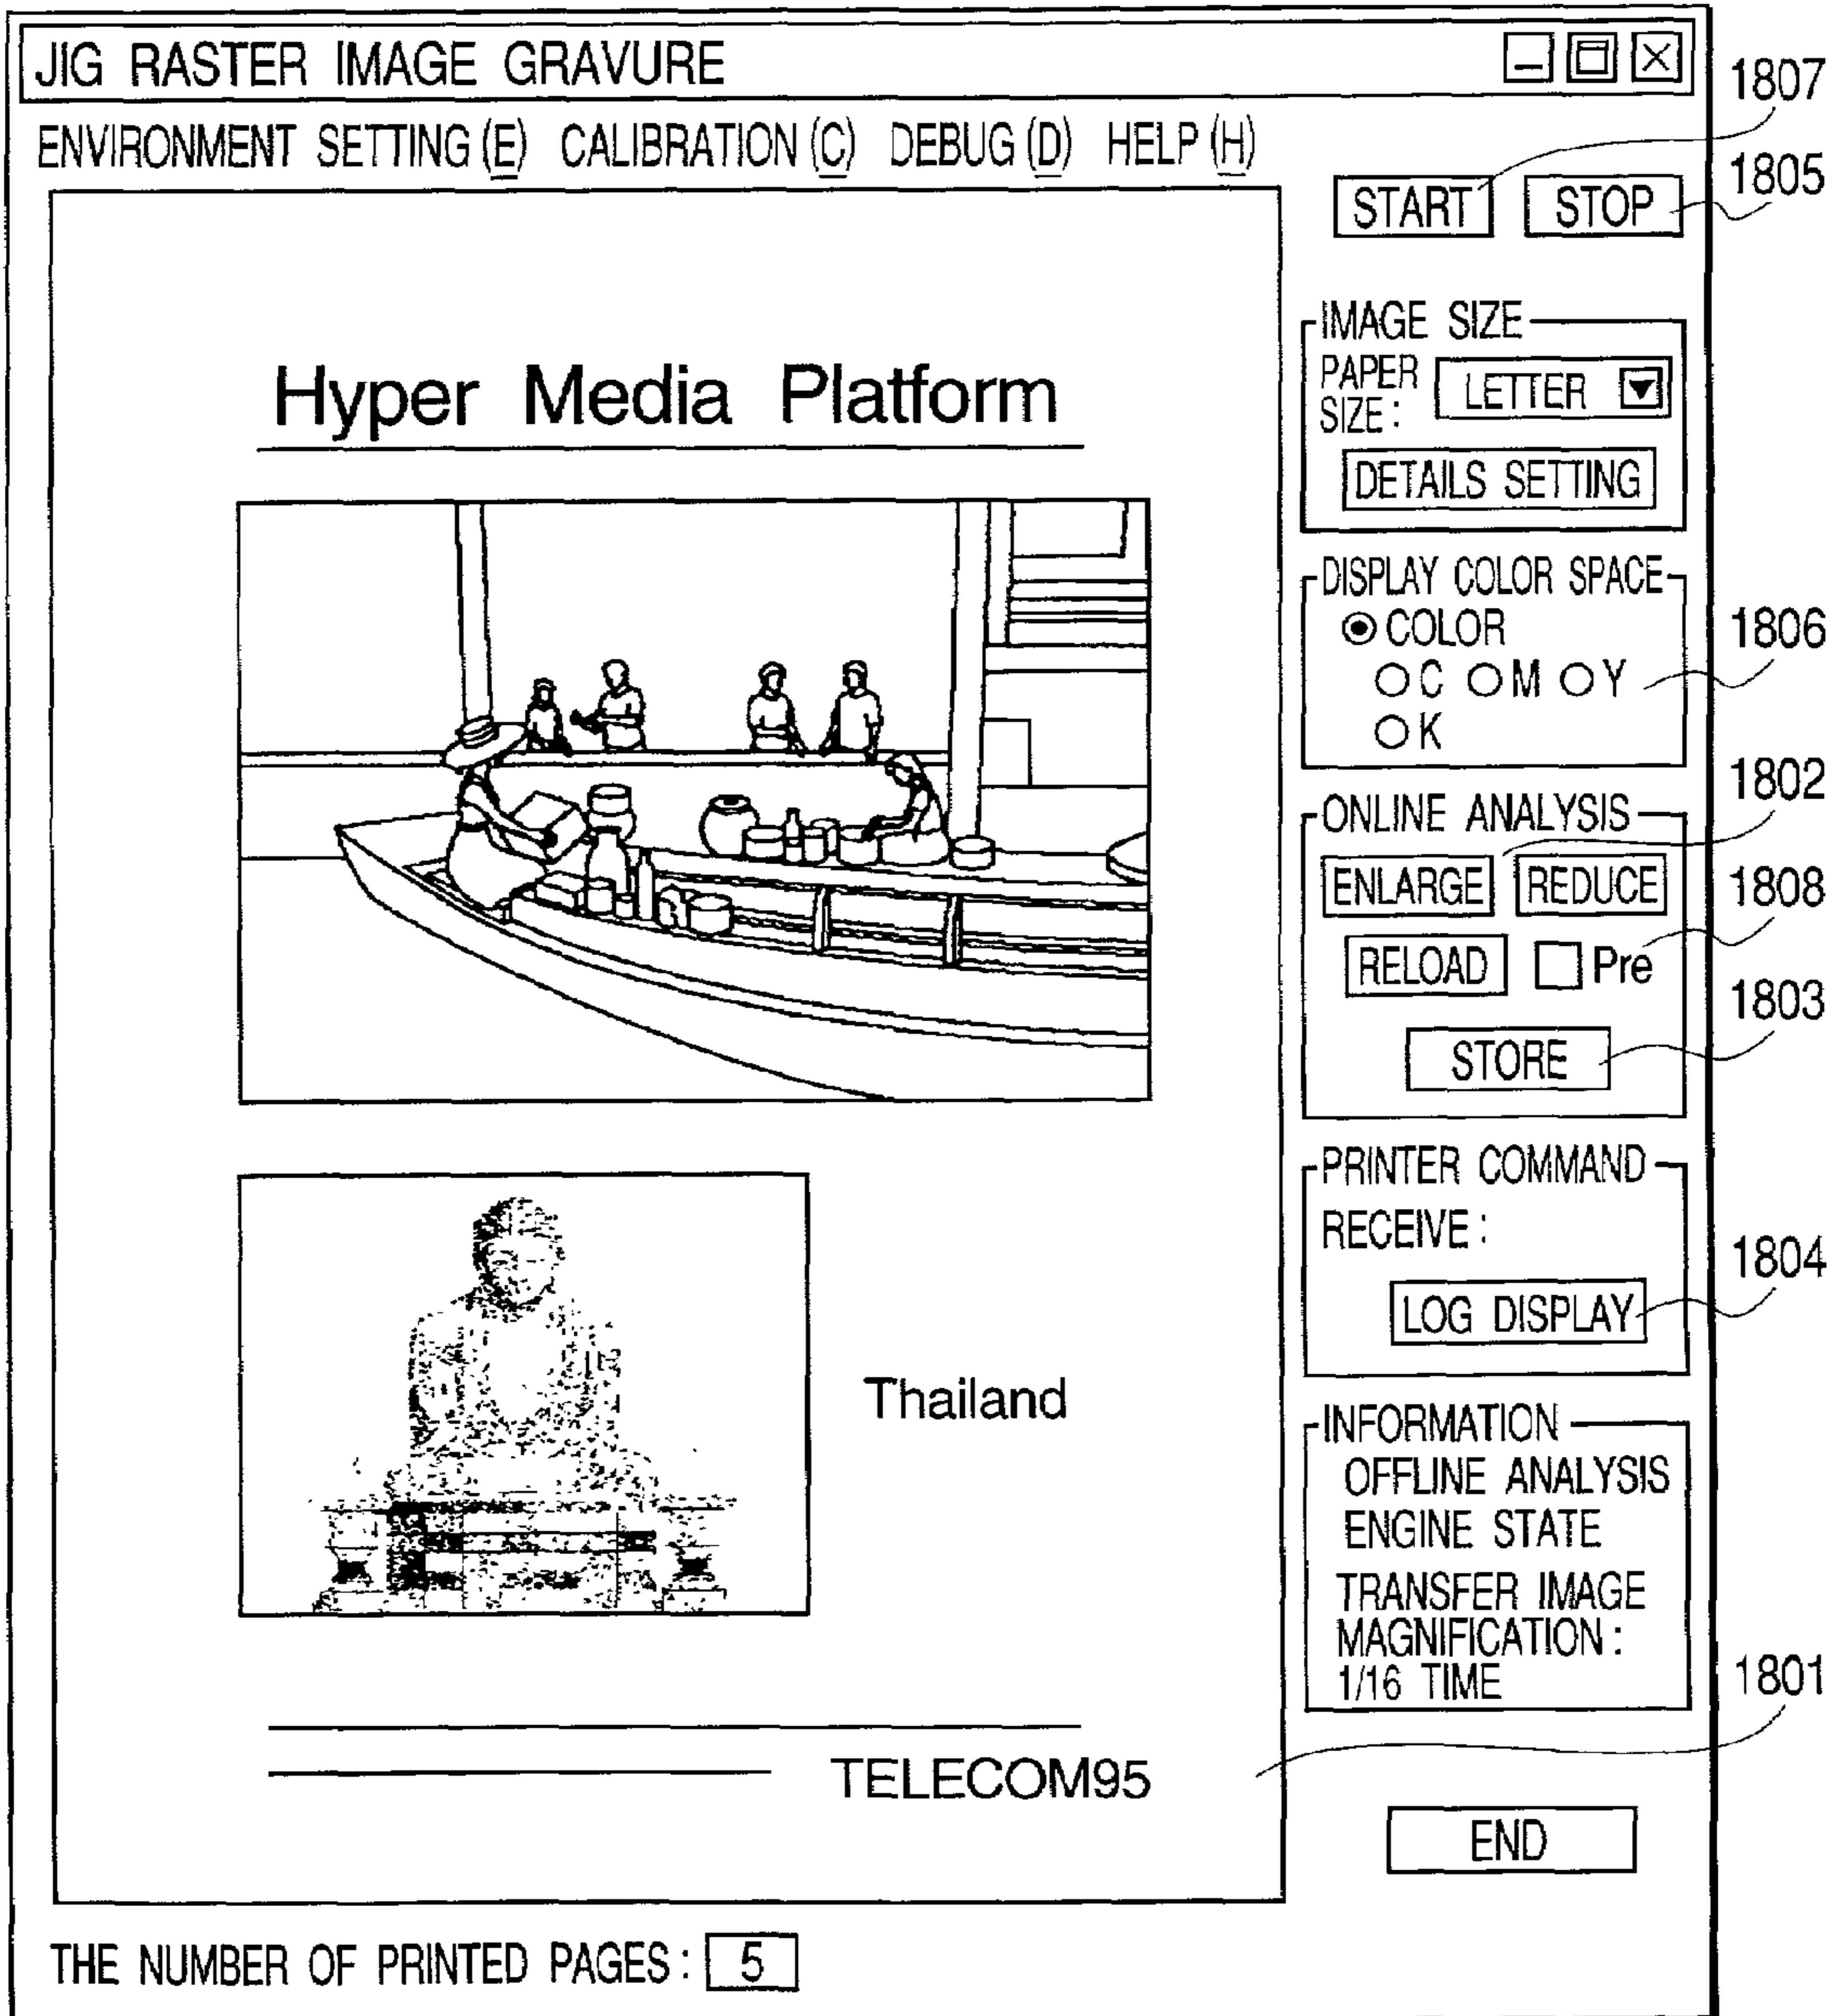 JIG RASTER IMAGE GRAVURE
1807
ENVIRONMENT SETTING (E) CALIBRATION (C) DEBUG (D) HELP (H)
1805
START STOP
IMAGE SIZE
PAPER SIZE : LETTER
DETAILS SETTING
Hyper Media Platform
DISPLAY COLOR SPACE
COLOR
C M Y
K
1806
1802
ONLINE ANALYSIS
ENLARGE REDUCE
1808
RELOAD Pre
1803
STORE
PRINTER COMMAND
RECEIVE :
1804
LOG DISPLAY
Thailand
INFORMATION
OFFLINE ANALYSIS
ENGINE STATE
TRANSFER IMAGE
MAGNIFICATION :
1/16 TIME
1801
TELECOM95
END
THE NUMBER OF PRINTED PAGES : 5